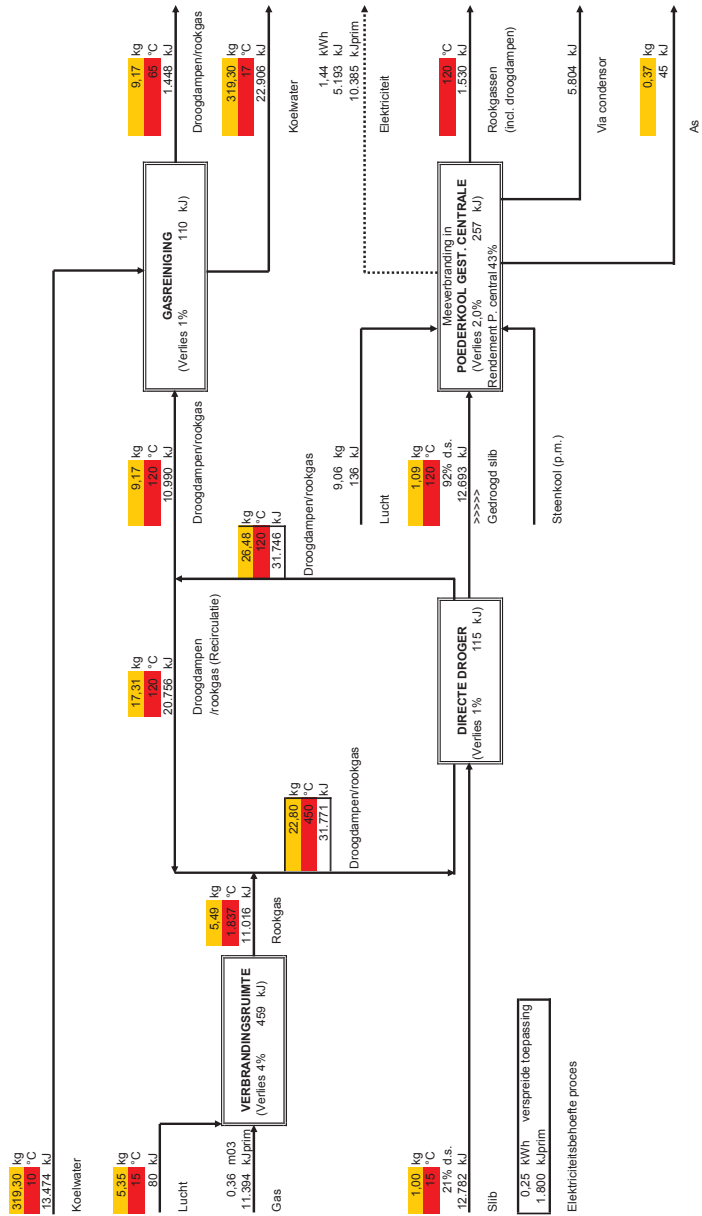 319,30 kg
10 °C
13.474 kJ
Koelwater
5,35 kg
15 °C
80 kJ
Lucht
0,36 m03
11.394 kJprim
Gas
VERBRANDINGSRUIMTE
(Verlies 4% 459 kJ)
5,49 kg
1.837 °C
11.016 kJ
Rookgas
17,31 kg
120 °C
20.756 kJ
Droogdampen
/rookgas (Recirculatie)
22,80 kg
450 °C
31.771 kJ
Droogdampen/rookgas
26,48 kg
120 °C
31.746 kJ
Droogdampen/rookgas
9,17 kg
120 °C
10.990 kJ
Droogdampen/rookgas
GASREINIGING
(Verlies 1% 110 kJ)
9,17 kg
65 °C
1.448 kJ
Droogdampen/rookgas
319,30 kg
17 °C
22.906 kJ
Koelwater
1,00 kg
15 °C
21% d.s.
12.782 kJ
Slib
DIRECTE DROGER
(Verlies 1% 115 kJ)
9,06 kg
136 kJ
Lucht
1,09 kg
120 °C
92% d.s.
12.693 kJ
>>>>>
Gedroogd slib
Steenkool (p.m.)
Meeverbranding in
POEDERKOOL GEST. CENTRALE
(Verlies 2,0% 257 kJ)
Rendement P. central 43%
1,44 kWh
5.193 kJ
10.385 kJprim
Elektriciteit
120 °C
1.530 kJ
Rookgassen
(incl. droogdampen)
5.804 kJ
Via condensor
0,37 kg
45 kJ
As
0,25 kWh verspreide toepassing
1.800 kJprim
Elektriciteitsbehoefte proces